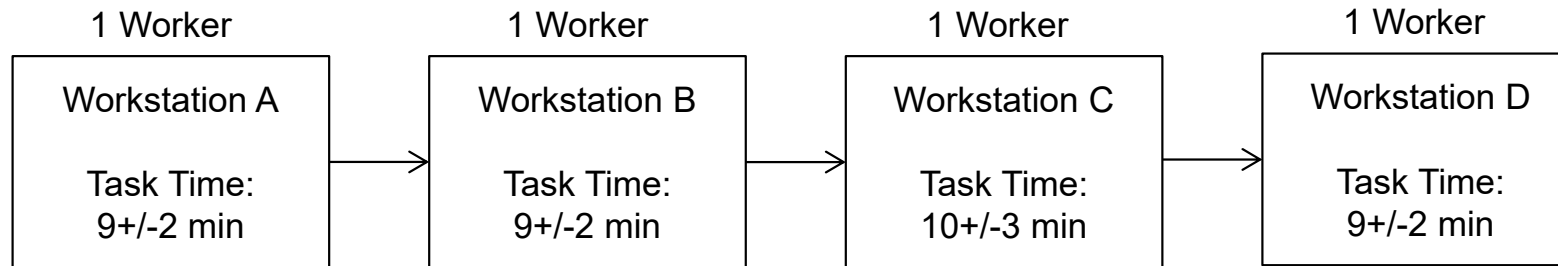 1 Worker
Workstation A
Task Time:
9+/-2 min
1 Worker
Workstation B
Task Time:
9+/-2 min
1 Worker
Workstation C
Task Time:
10+/-3 min
1 Worker
Workstation D
Task Time:
9+/-2 min